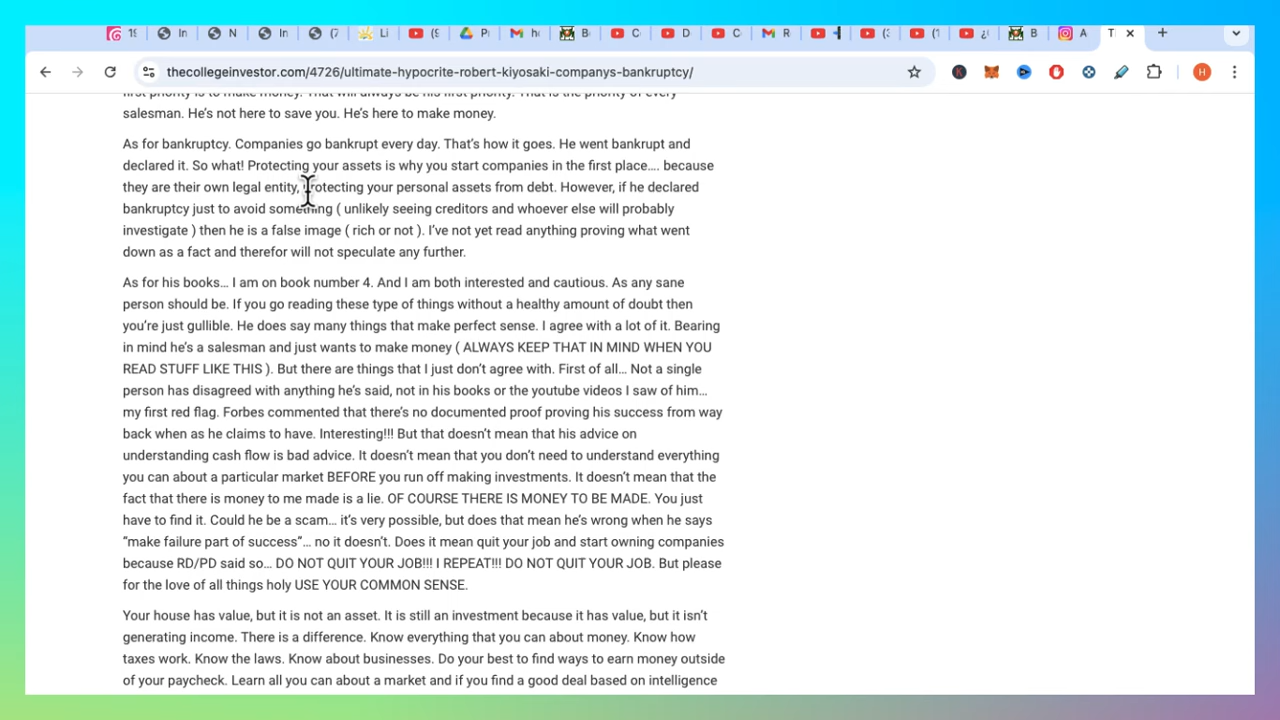 19
In
N
In
(7
Li
(9
P
h
B
C
D
C
R
(3
(1
¿(
B
A
T
thecollegeinvestor.com/4726/ultimate-hypocrite-robert-kiyosaki-companys-bankruptcy/
K
H
first priority is to make money. That will always be his first priority. That is the priority of every
salesman. He's not here to save you. He's here to make money.
As for bankruptcy. Companies go bankrupt every day. That's how it goes. He went bankrupt and
declared it. So what! Protecting your assets is why you start companies in the first place…. because
they are their own legal entity, protecting your personal assets from debt. However, if he declared
bankruptcy just to avoid something ( unlikely seeing creditors and whoever else will probably
investigate ) then he is a false image ( rich or not ). I've not yet read anything proving what went
down as a fact and therefor will not speculate any further.
As for his books… I am on book number 4. And I am both interested and cautious. As any sane
person should be. If you go reading these type of things without a healthy amount of doubt then
you're just gullible. He does say many things that make perfect sense. I agree with a lot of it. Bearing
in mind he's a salesman and just wants to make money ( ALWAYS KEEP THAT IN MIND WHEN YOU
READ STUFF LIKE THIS ). But there are things that I just don't agree with. First of all… Not a single
person has disagreed with anything he's said, not in his books or the youtube videos I saw of him…
my first red flag. Forbes commented that there's no documented proof proving his success from way
back when as he claims to have. Interesting!!! But that doesn't mean that his advice on
understanding cash flow is bad advice. It doesn't mean that you don't need to understand everything
you can about a particular market BEFORE you run off making investments. It doesn't mean that the
fact that there is money to me made is a lie. OF COURSE THERE IS MONEY TO BE MADE. You just
have to find it. Could he be a scam… it's very possible, but does that mean he's wrong when he says
“make failure part of success”… no it doesn't. Does it mean quit your job and start owning companies
because RD/PD said so… DO NOT QUIT YOUR JOB!!! I REPEAT!!! DO NOT QUIT YOUR JOB. But please
for the love of all things holy USE YOUR COMMON SENSE.
Your house has value, but it is not an asset. It is still an investment because it has value, but it isn't
generating income. There is a difference. Know everything that you can about money. Know how
taxes work. Know the laws. Know about businesses. Do your best to find ways to earn money outside
of your paycheck. Learn all you can about a market and if you find a good deal based on intelligence